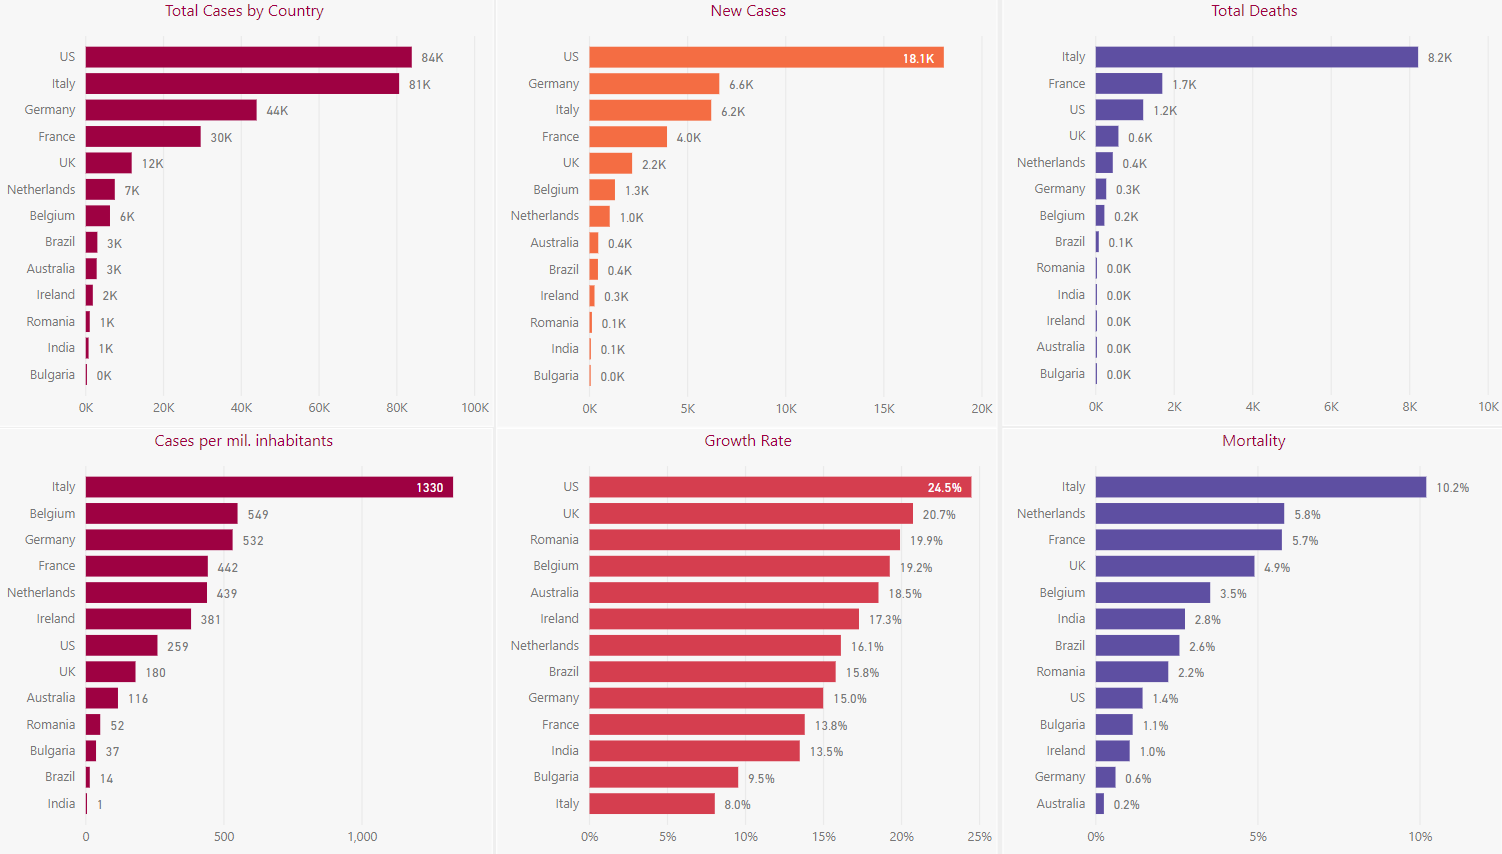 Total Cases by Country
US 84K
Italy 81K
Germany 44K
France 30K
UK 12K
Netherlands 7K
Belgium 6K
Brazil 3K
Australia 3K
Ireland 2K
Romania 1K
India 1K
Bulgaria 0K
0K 20K 40K 60K 80K 100K
New Cases
US 18.1K
Germany 6.6K
Italy 6.2K
France 4.0K
UK 2.2K
Belgium 1.3K
Netherlands 1.0K
Australia 0.4K
Brazil 0.4K
Ireland 0.3K
Romania 0.1K
India 0.1K
Bulgaria 0.0K
0K 5K 10K 15K 20K
Total Deaths
Italy 8.2K
France 1.7K
US 1.2K
UK 0.6K
Netherlands 0.4K
Germany 0.3K
Belgium 0.2K
Brazil 0.1K
Romania 0.0K
India 0.0K
Ireland 0.0K
Australia 0.0K
Bulgaria 0.0K
0K 2K 4K 6K 8K 10K
Cases per mil. inhabitants
Italy 1330
Belgium 549
Germany 532
France 442
Netherlands 439
Ireland 381
US 259
UK 180
Australia 116
Romania 52
Bulgaria 37
Brazil 14
India 1
0 500 1,000
Growth Rate
US 24.5%
UK 20.7%
Romania 19.9%
Belgium 19.2%
Australia 18.5%
Ireland 17.3%
Netherlands 16.1%
Brazil 15.8%
Germany 15.0%
France 13.8%
India 13.5%
Bulgaria 9.5%
Italy 8.0%
0% 5% 10% 15% 20% 25%
Mortality
Italy 10.2%
Netherlands 5.8%
France 5.7%
UK 4.9%
Belgium 3.5%
India 2.8%
Brazil 2.6%
Romania 2.2%
US 1.4%
Bulgaria 1.1%
Ireland 1.0%
Germany 0.6%
Australia 0.2%
0% 5% 10%